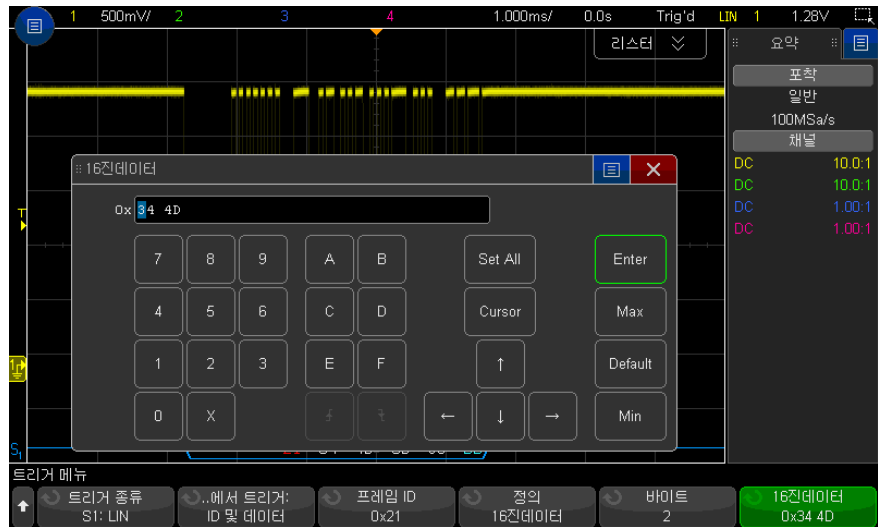 1 500mV/ 2 3 4 1.000ms/ 0.0s Trig'd LIN 1 1.28V
리스터
요약
포착
일반
100MSa/s
채널
DC 10.0:1
DC 10.0:1
DC 1.00:1
DC 1.00:1
T
16진데이터
0x 34 4D
7 8 9 A B Set All Enter
4 5 6 C D Cursor Max
1 2 3 E F ↑ Default
0 X ← ↓ → Min
1
S1
트리거 메뉴
트리거 종류
S1: LIN
..에서 트리거:
ID 및 데이터
프레임 ID
0x21
정의
16진데이터
바이트
2
16진데이터
0x34 4D